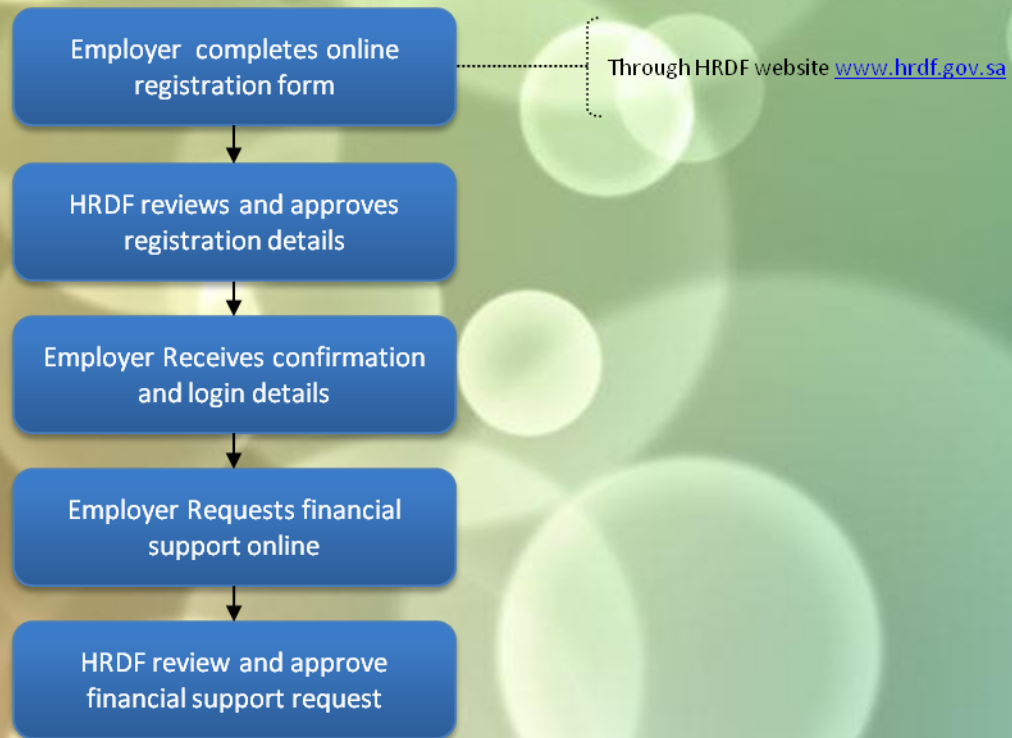 Employer completes online
registration form
Through HRDF website www.hrdf.gov.sa
HRDF reviews and approves
registration details
Employer Receives confirmation
and login details
Employer Requests financial
support online
HRDF review and approve
financial support request